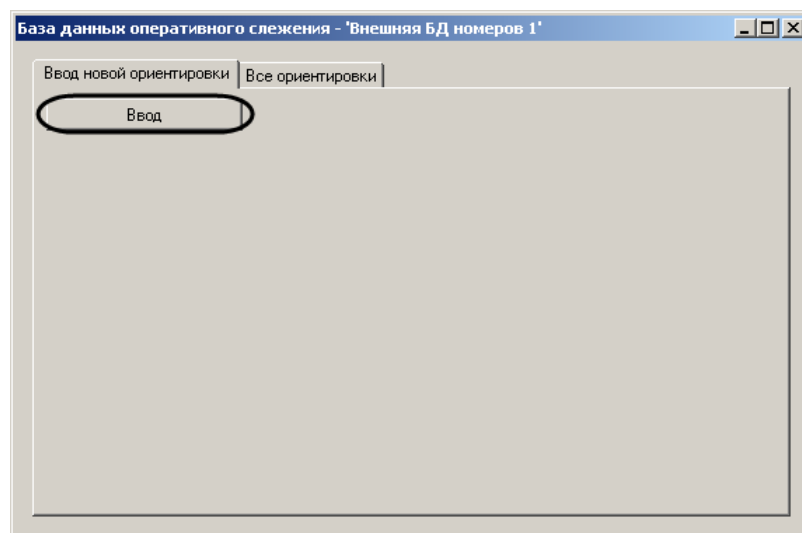 База данных оперативного слежения - 'Внешняя БД номеров 1'
Ввод новой ориентировки
Все ориентировки
Ввод